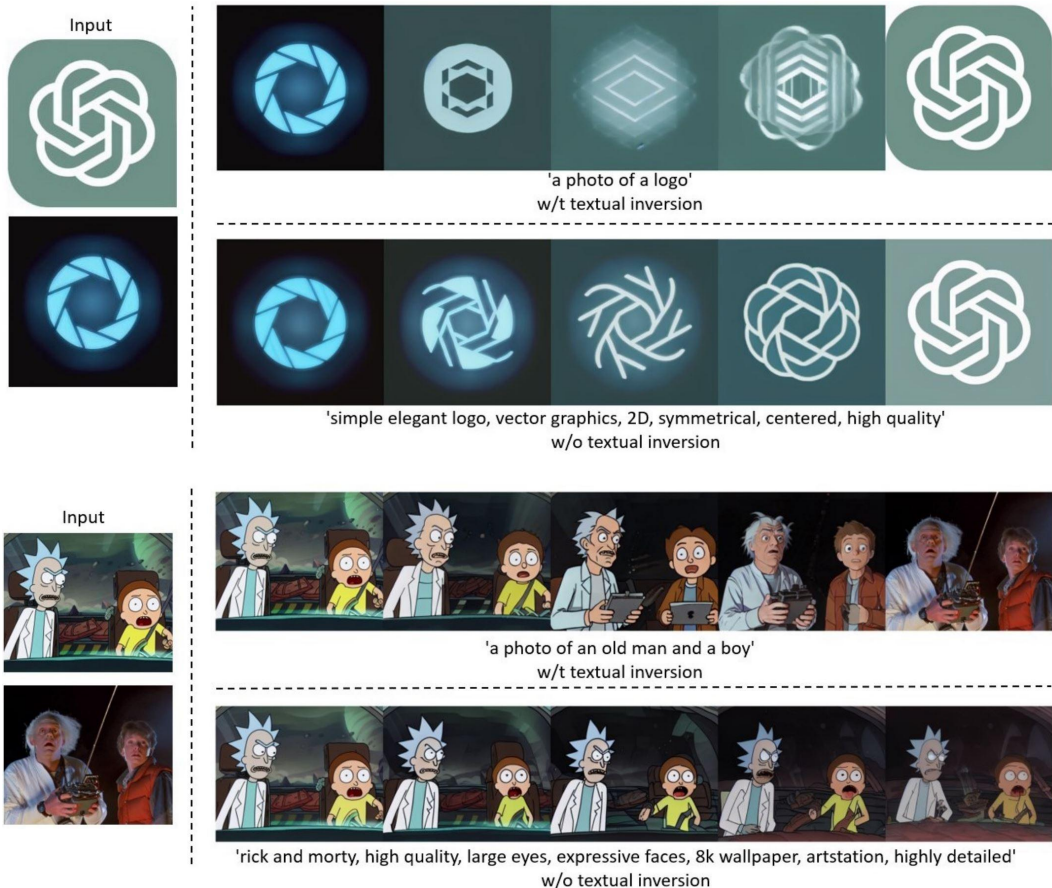 Input
'a photo of a logo'
w/t textual inversion
'simple elegant logo, vector graphics, 2D, symmetrical, centered, high quality'
w/o textual inversion
Input
'a photo of an old man and a boy'
w/t textual inversion
'rick and morty, high quality, large eyes, expressive faces, 8k wallpaper, artstation, highly detailed'
w/o textual inversion